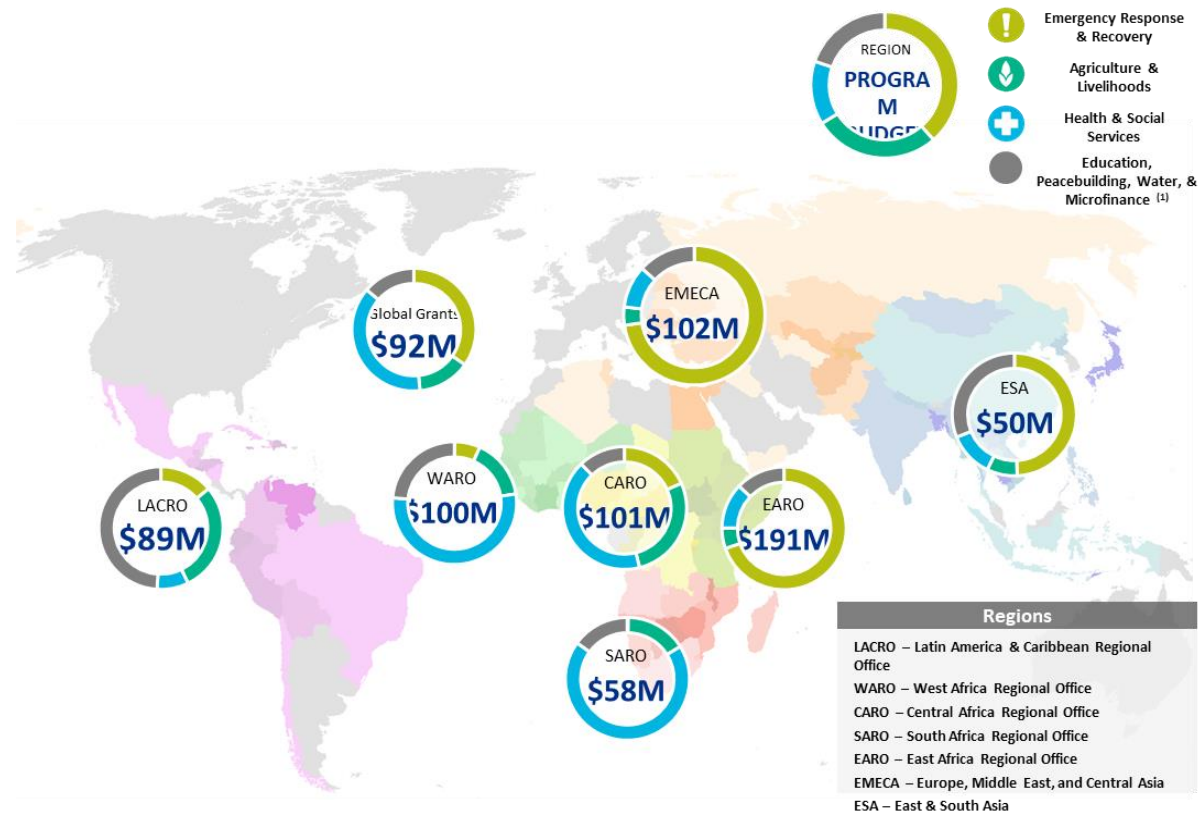 REGION
PROGRA
M
Emergency Response
& Recovery
Agriculture &
Livelihoods
Health & Social
Services
Education,
Peacebuilding, Water, &
Microfinance (1)
Global Grants
$92M
EMECA
$102M
ESA
$50M
LACRO
$89M
WARO
$100M
CARO
$101M
EARO
$191M
SARO
$58M
Regions
LACRO – Latin America & Caribbean Regional
Office
WARO – West Africa Regional Office
CARO – Central Africa Regional Office
SARO – South Africa Regional Office
EARO – East Africa Regional Office
EMECA – Europe, Middle East, and Central Asia
ESA – East & South Asia